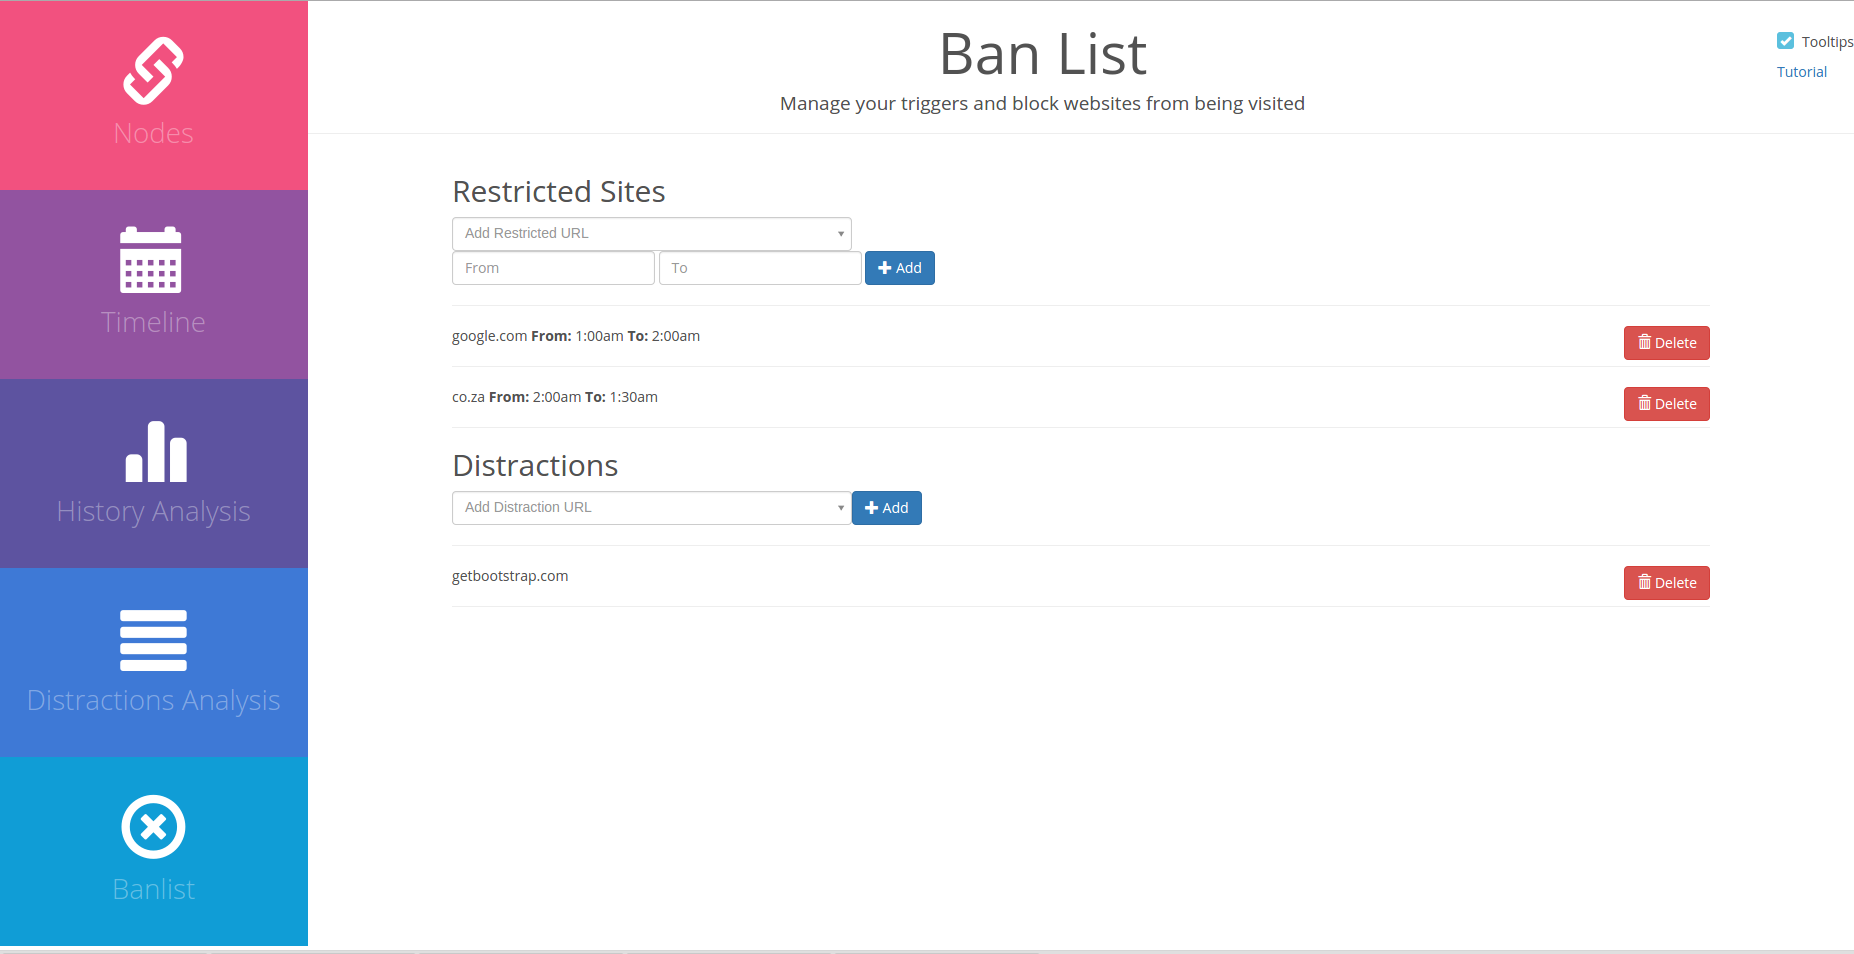 Nodes
Timeline
History Analysis
Distractions Analysis
Banlist
Ban List
Manage your triggers and block websites from being visited
Tooltips
Tutorial
Restricted Sites
Add Restricted URL
From To Add
google.com From: 1:00am To: 2:00am Delete
co.za From: 2:00am To: 1:30am Delete
Distractions
Add Distraction URL Add
getbootstrap.com Delete